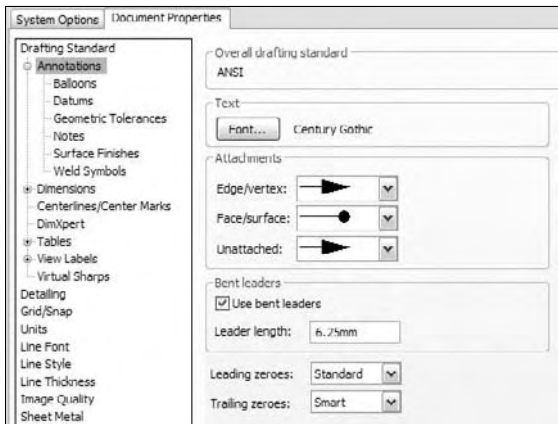 System Options
Document Properties
Drafting Standard
Annotations
Balloons
Datums
Geometric Tolerances
Notes
Surface Finishes
Weld Symbols
Dimensions
Centerlines/Center Marks
DimXpert
Tables
View Labels
Virtual Sharps
Detailing
Grid/Snap
Units
Line Font
Line Style
Line Thickness
Image Quality
Sheet Metal
Overall drafting standard
ANSI
Text
Font... Century Gothic
Attachments
Edge/vertex:
Face/surface:
Unattached:
Bent leaders
Use bent leaders
Leader length: 6.25mm
Leading zeroes: Standard
Trailing zeroes: Smart